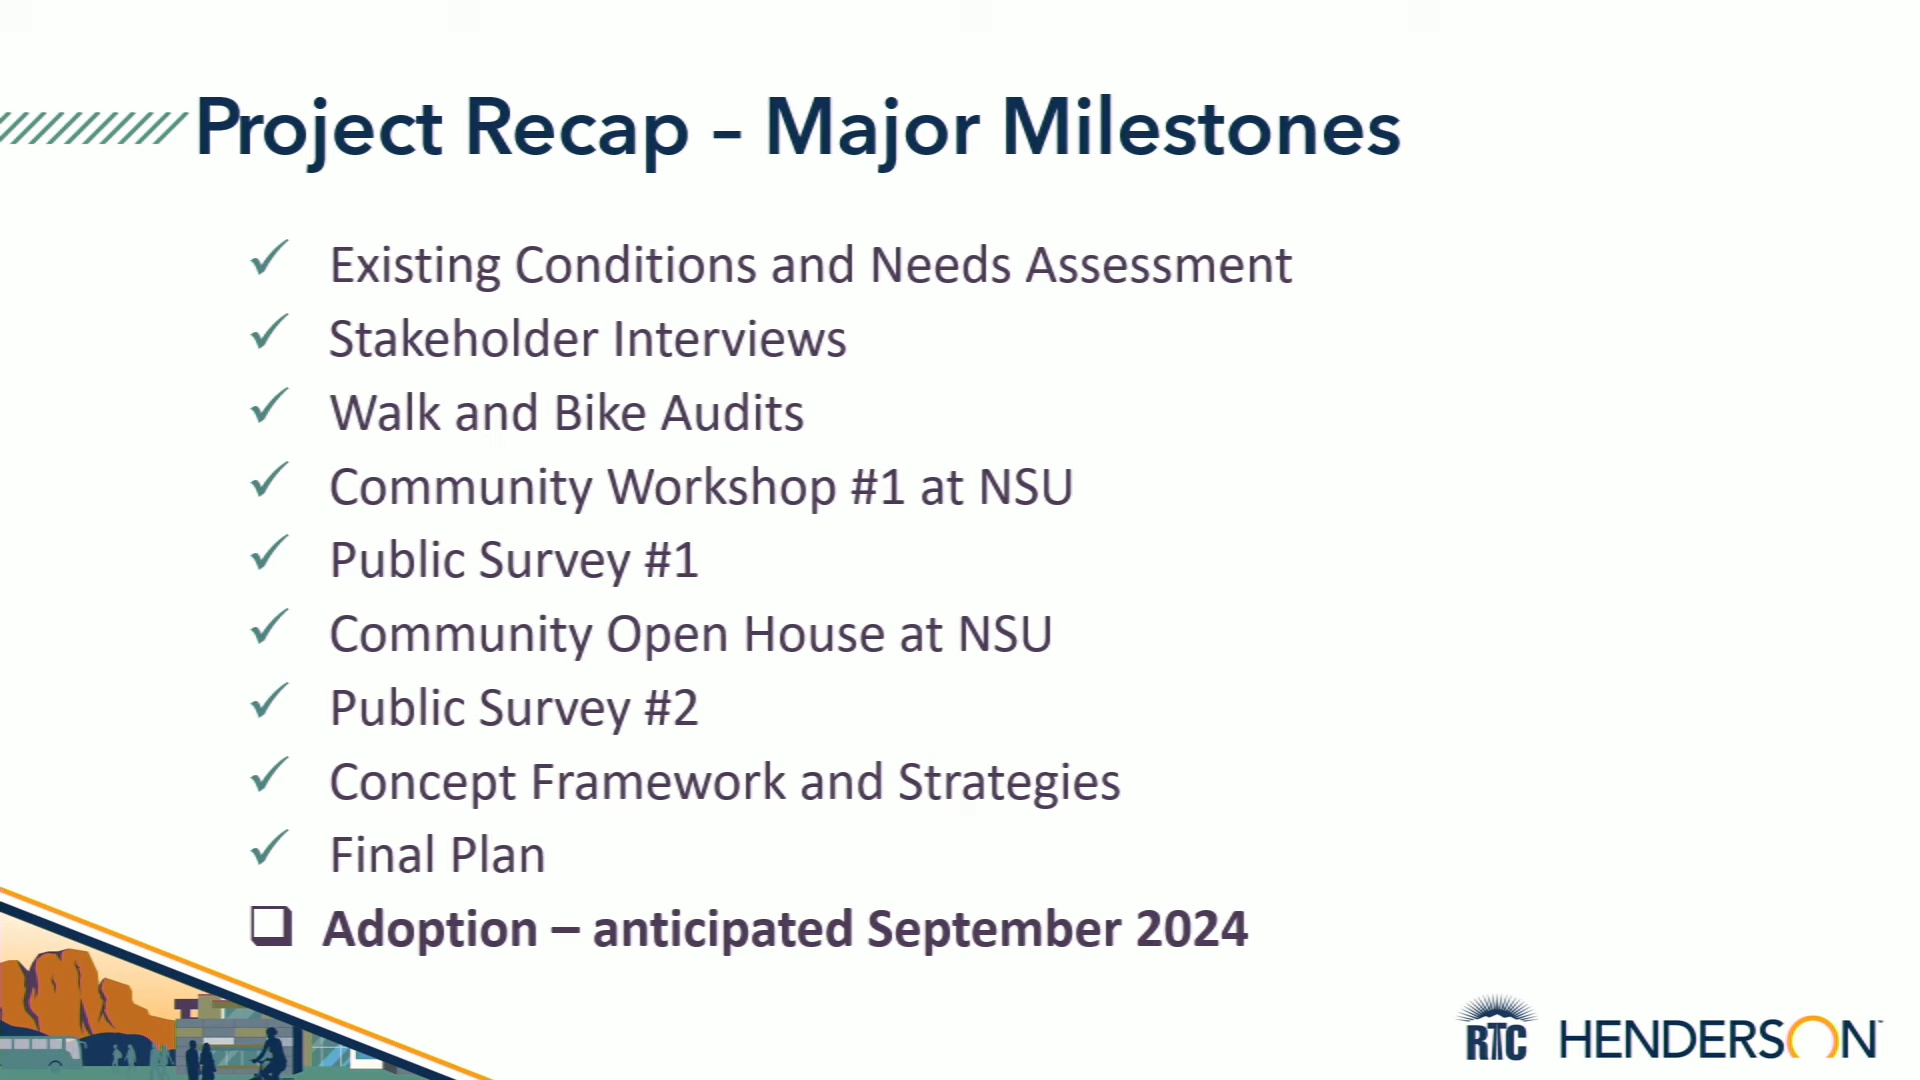 Project Recap – Major Milestones
Existing Conditions and Needs Assessment
Stakeholder Interviews
Walk and Bike Audits
Community Workshop #1 at NSU
Public Survey #1
Community Open House at NSU
Public Survey #2
Concept Framework and Strategies
Final Plan
Adoption – anticipated September 2024
RTC
HENDERSON